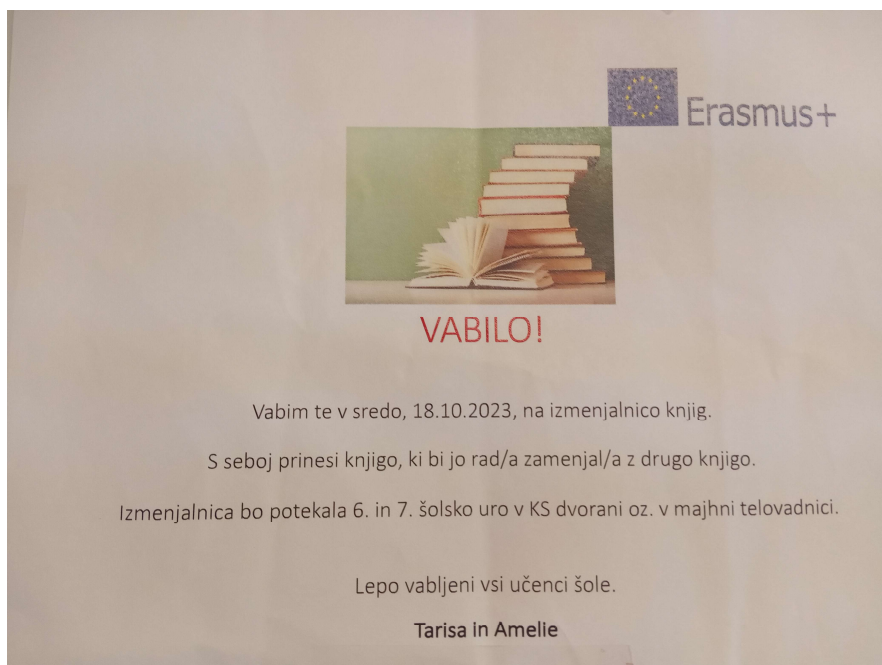 Erasmus+
VABILO!
Vabim te v sredo, 18.10.2023, na izmenjalnico knjig.
S seboj prinesi knjigo, ki bi jo rad/a zamenjal/a z drugo knjigo.
Izmenjalnica bo potekala 6. in 7. šolsko uro v KS dvorani oz. v majhni telovadnici.
Lepo vabljeni vsi učenci šole.
Tarisa in Amelie